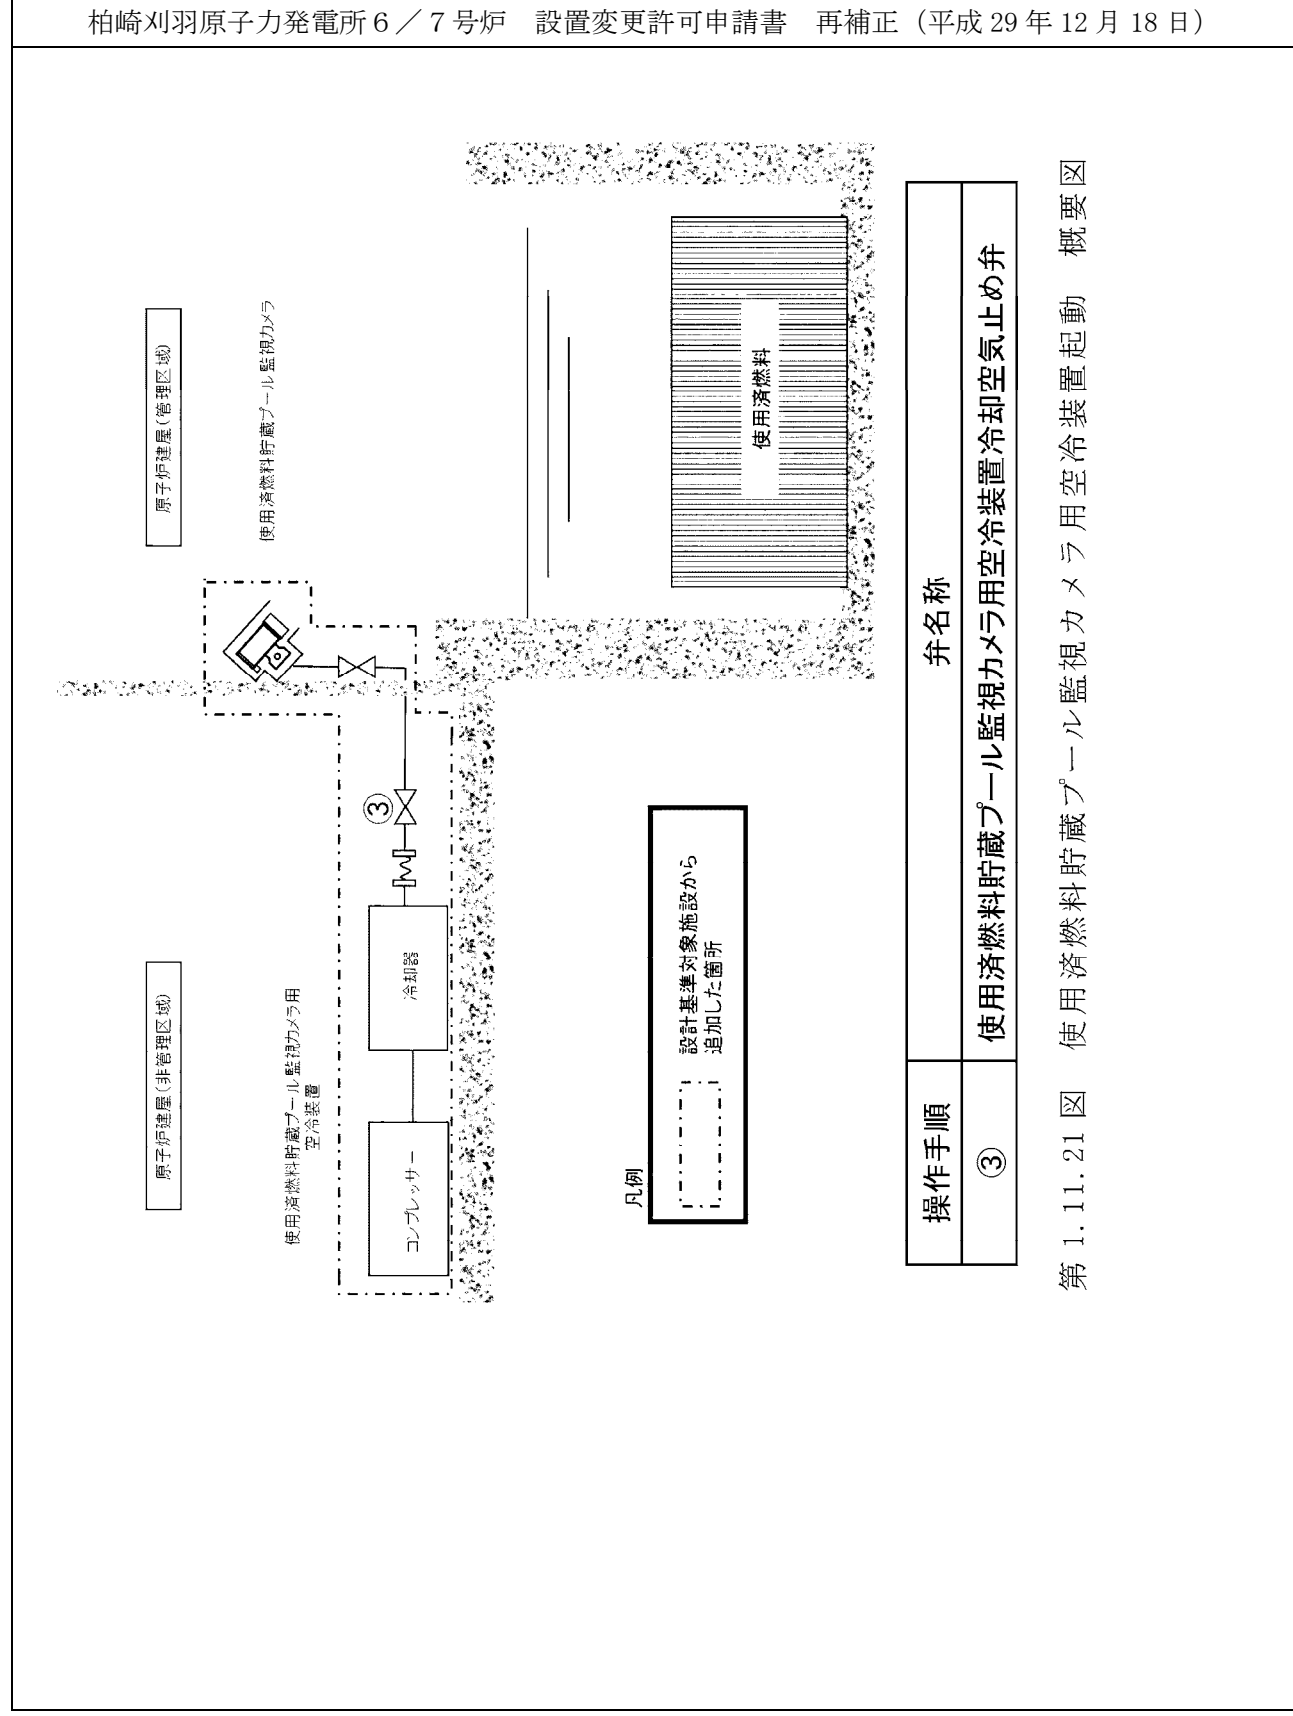 柏崎刈羽原子力発電所６／７号炉　設置変更許可申請書　再補正（平成 29 年 12 月 18 日）
原子炉建屋(非管理区域)
原子炉建屋(管理区域)
使用済燃料貯蔵プール監視カメラ用
空冷装置
使用済燃料貯蔵プール監視カメラ
コンプレッサー
冷却器
③
使用済燃料
凡例
設計基準対象施設から
追加した箇所
操作手順
弁名称
③
使用済燃料貯蔵プール監視カメラ用空冷装置冷却空気止め弁
第 1.11.21 図　使用済燃料貯蔵プール監視カメラ用空冷装置起動　概要図